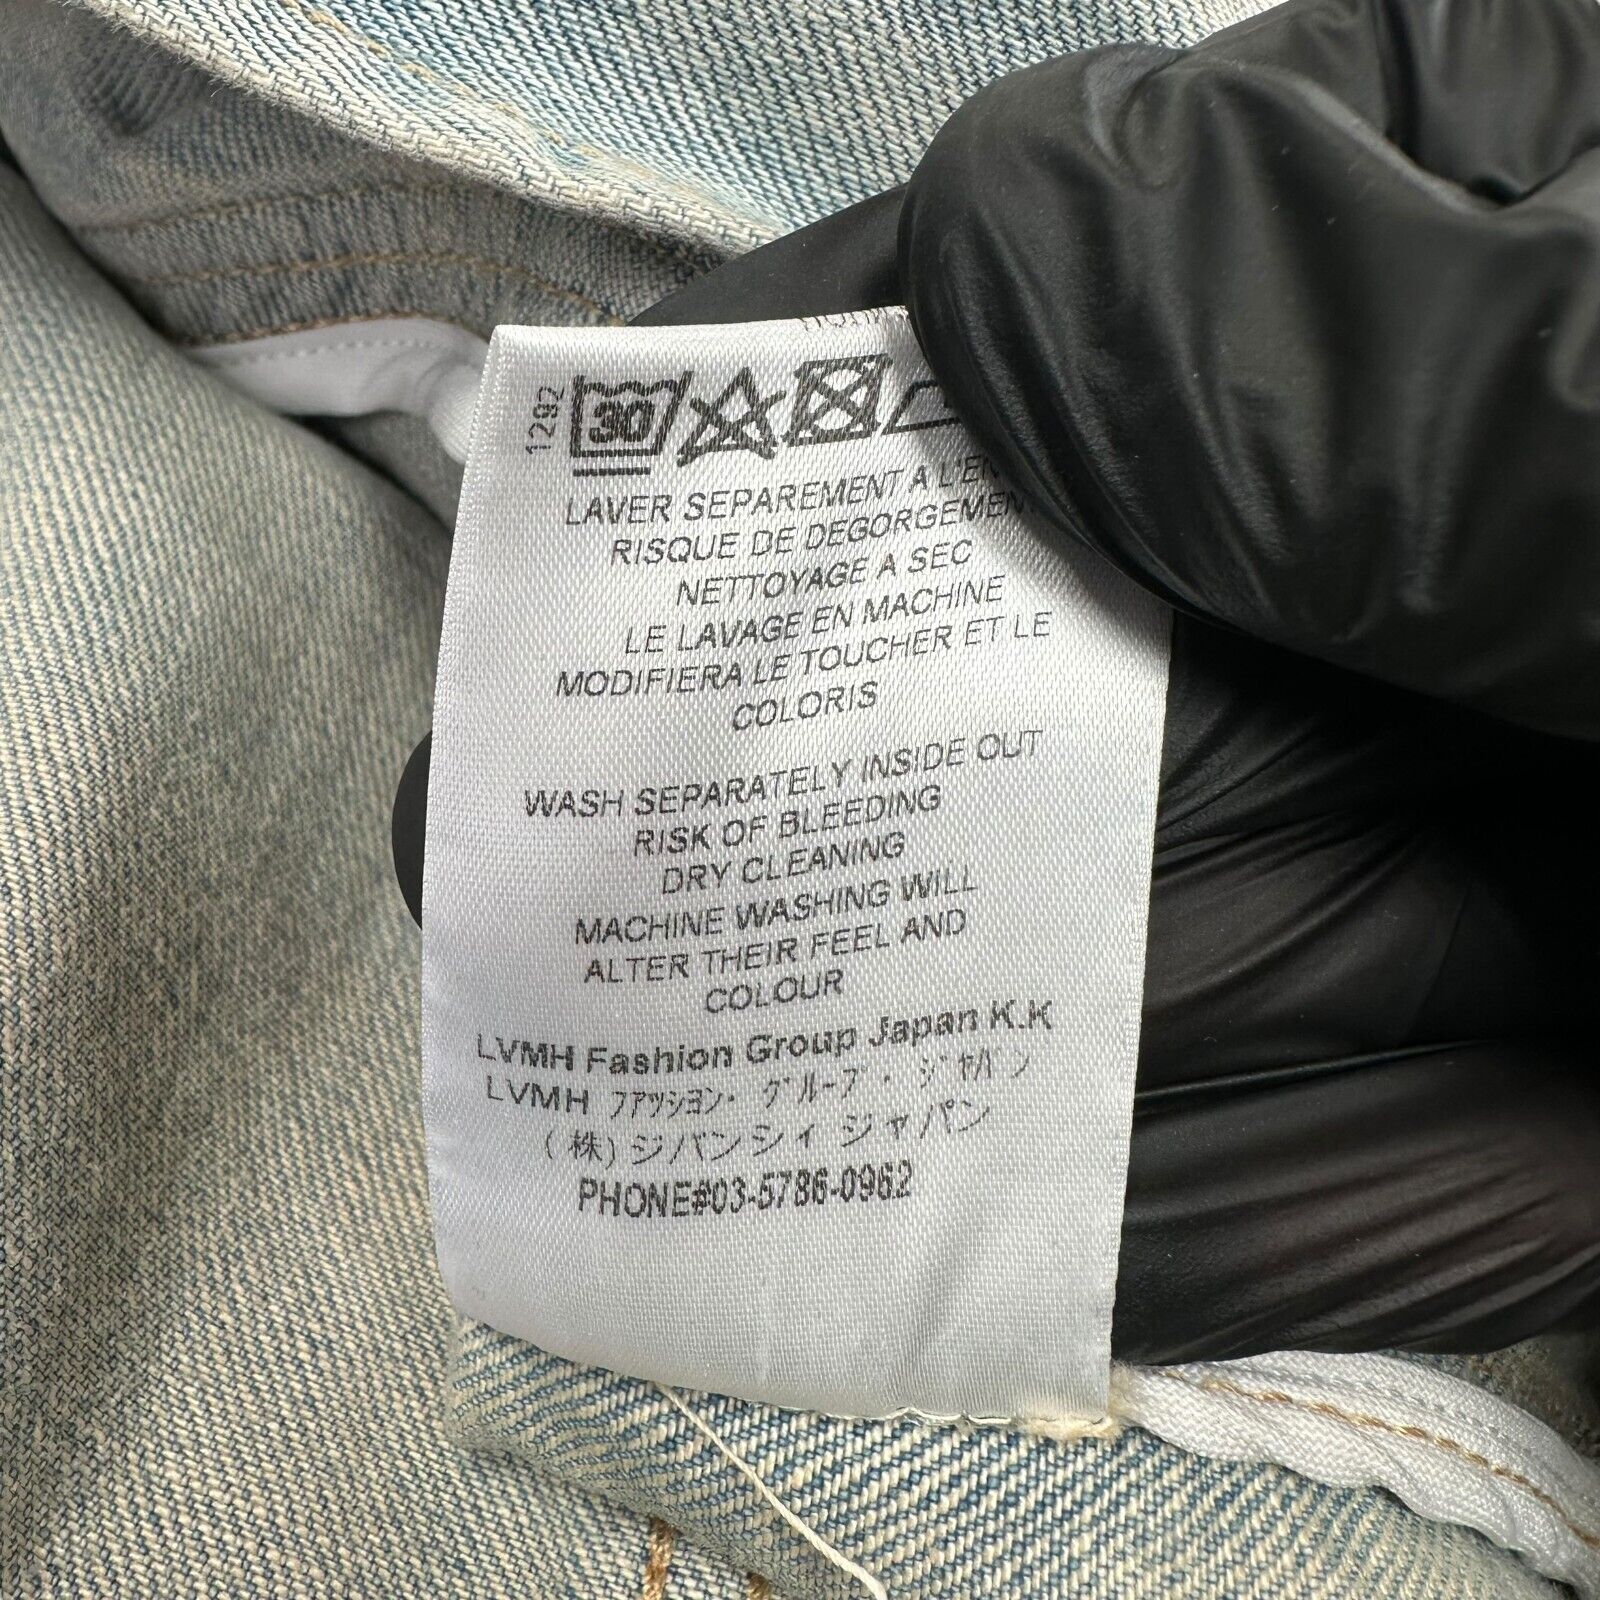 1292
30
LAVER SEPAREMENT A L'EN
RISQUE DE DEGORGEMEN
NETTOYAGE A SEC
LE LAVAGE EN MACHINE
MODIFIERA LE TOUCHER ET LE
COLORIS
WASH SEPARATELY INSIDE OUT
RISK OF BLEEDING
DRY CLEANING
MACHINE WASHING WILL
ALTER THEIR FEEL AND
COLOUR
LVMH Fashion Group Japan K.K
LVMH ファッション・グループ・ジャパン
(株)ジバンシィ ジャパン
PHONE#03-5786-0962